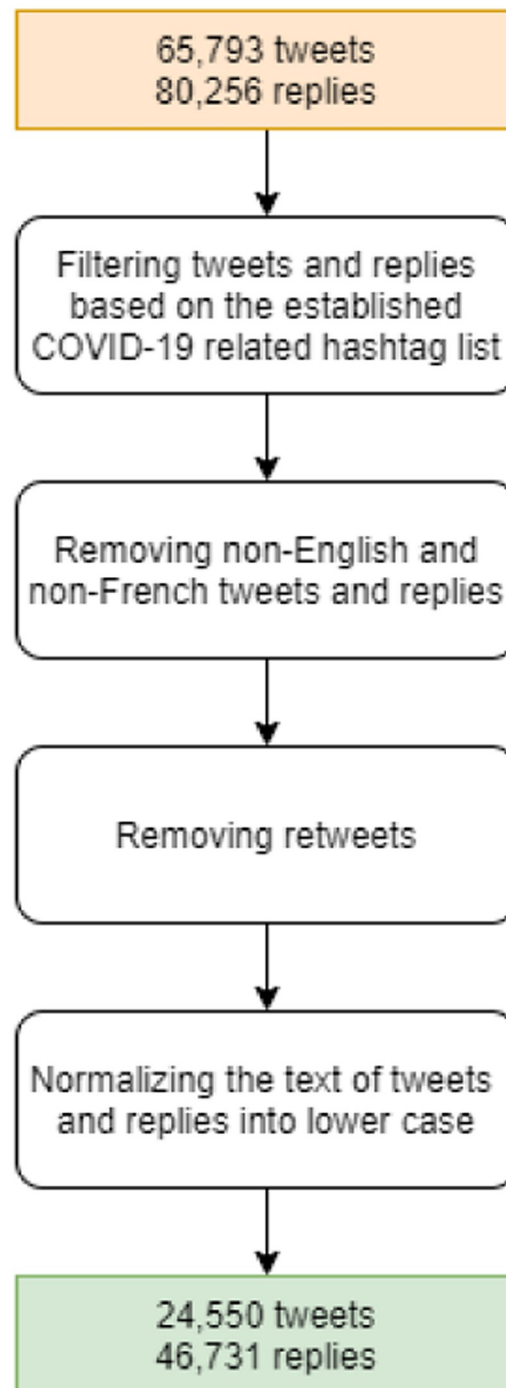 65,793 tweets
80,256 replies
Filtering tweets and replies
based on the established
COVID-19 related hashtag list
Removing non-English and
non-French tweets and replies
Removing retweets
Normalizing the text of tweets
and replies into lower case
24,550 tweets
46,731 replies